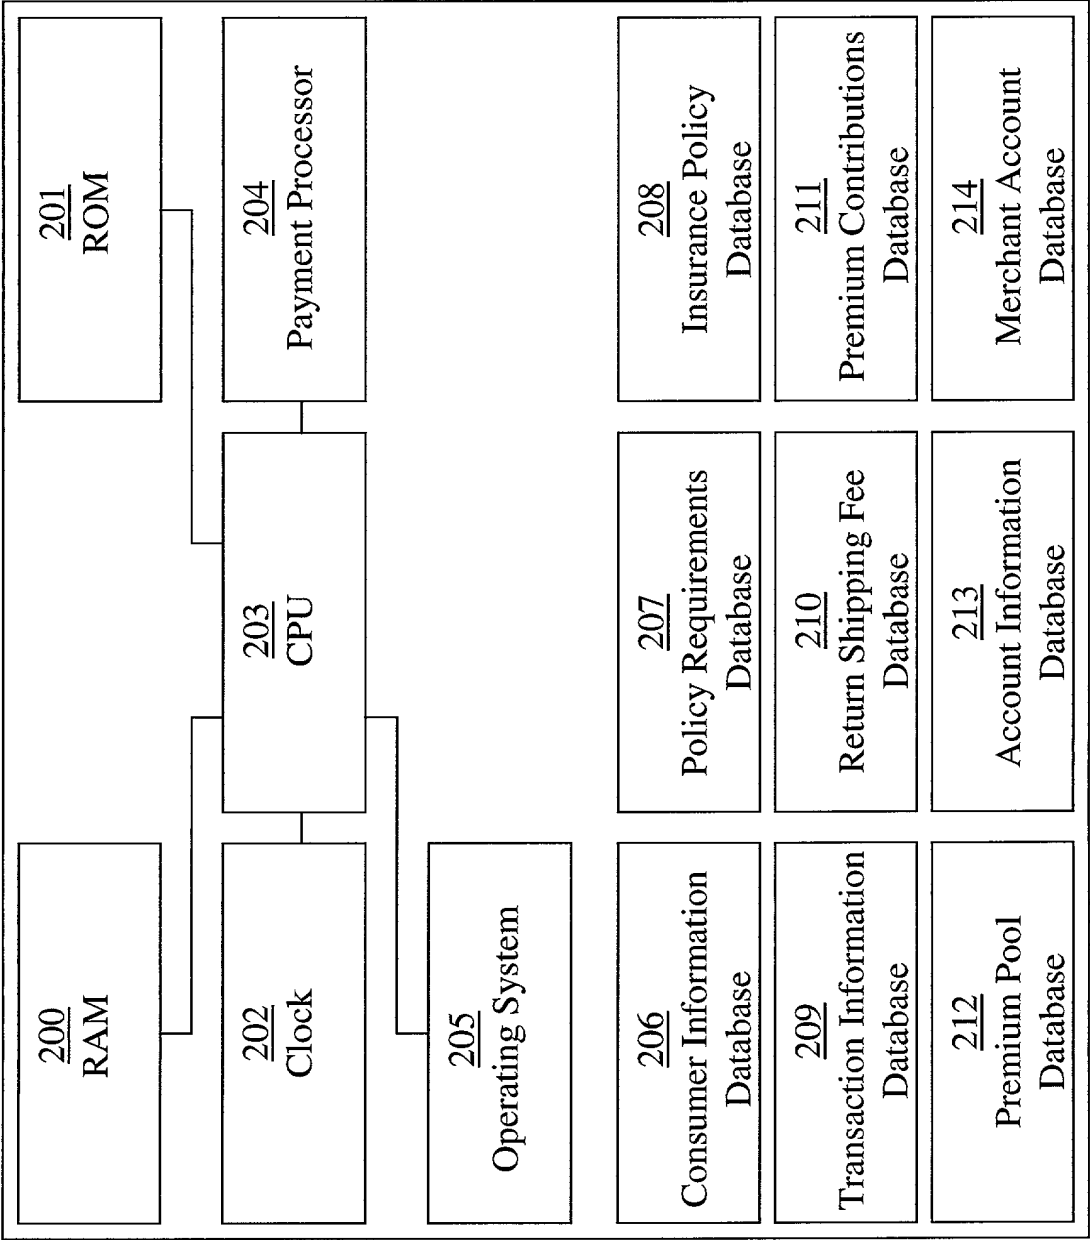 200
RAM
201
ROM
202
Clock
203
CPU
204
Payment Processor
205
Operating System
206
Consumer Information
Database
207
Policy Requirements
Database
208
Insurance Policy
Database
209
Transaction Information
Database
210
Return Shipping Fee
Database
211
Premium Contributions
Database
212
Premium Pool
Database
213
Account Information
Database
214
Merchant Account
Database